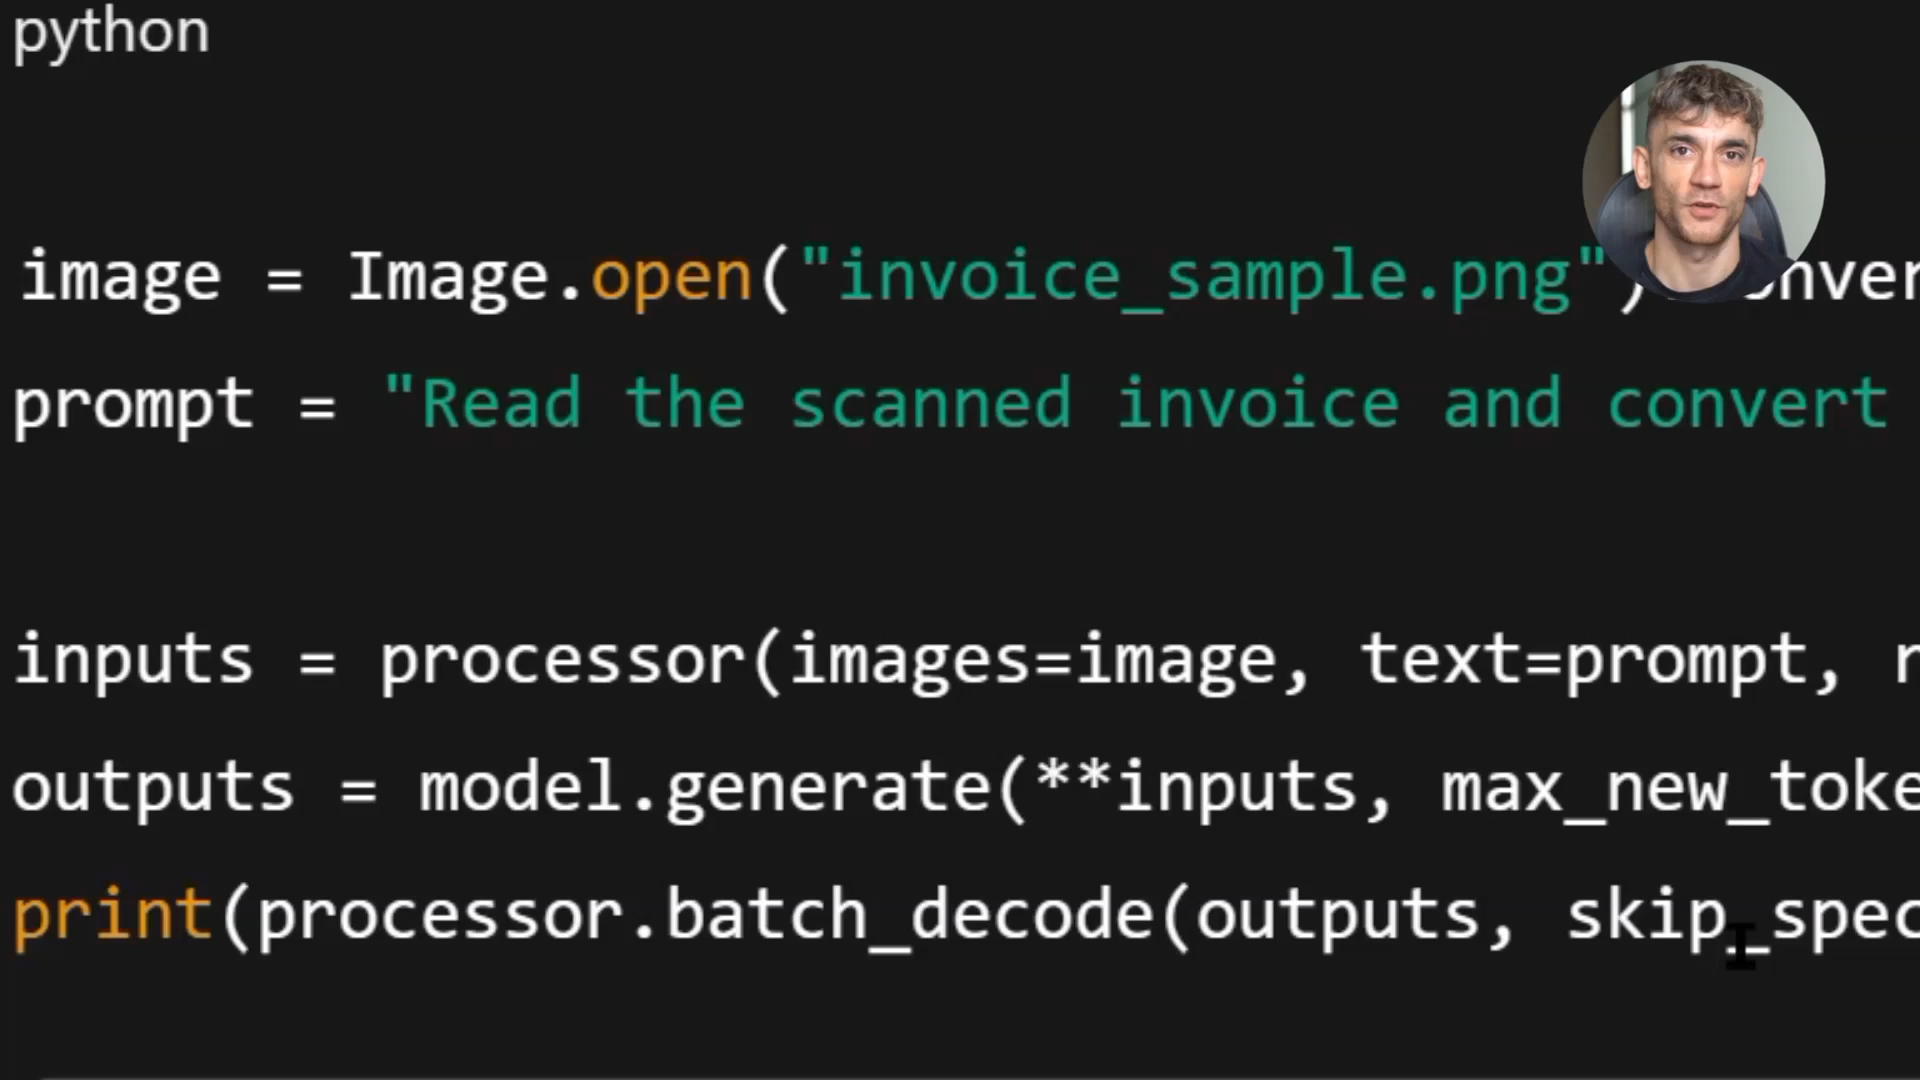 python
image = Image.open("invoice_sample.png")
prompt = "Read the scanned invoice and convert
inputs = processor(images=image, text=prompt, r
outputs = model.generate(**inputs, max_new_toke
print(processor.batch_decode(outputs, skip_spec